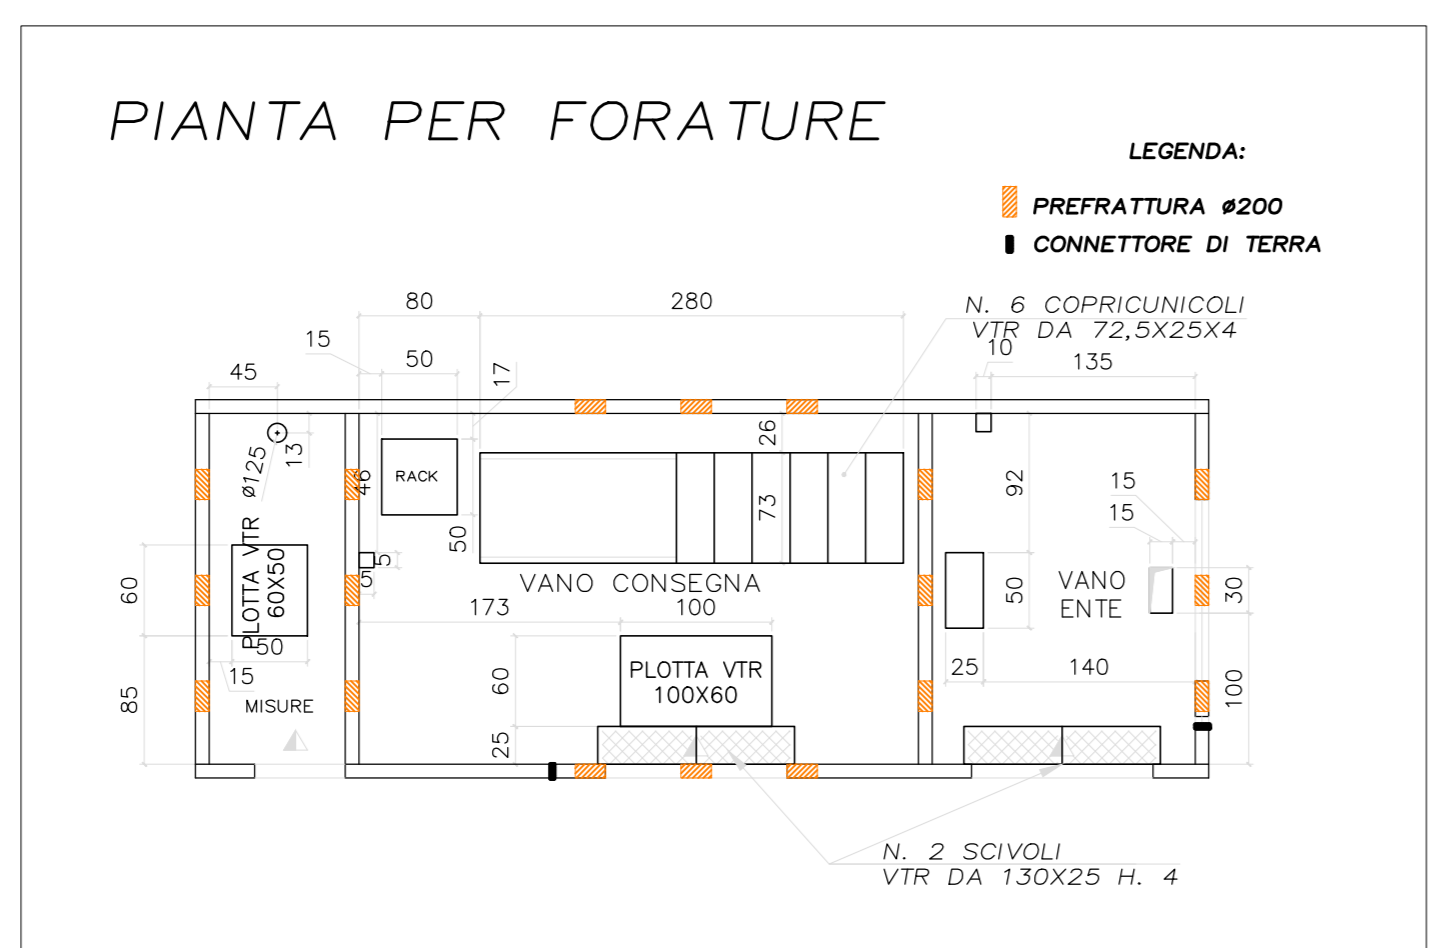 PIANTA PER FORATURE
LEGENDA:
PREFRATTURA ø200
CONNETTORE DI TERRA
N. 6 COPRICUNICOLI
VTR DA 72,5X25X4
80
280
15
50
17
10
135
45
13
ø125
46
RACK
26
92
15
15
73
50
5
5
PLOTTA VTR
60X50
60
VANO CONSEGNA
50
VANO
ENTE
30
173
100
50
15
60
PLOTTA VTR
100X60
25
140
100
85
MISURE
25
N. 2 SCIVOLI
VTR DA 130X25 H. 4